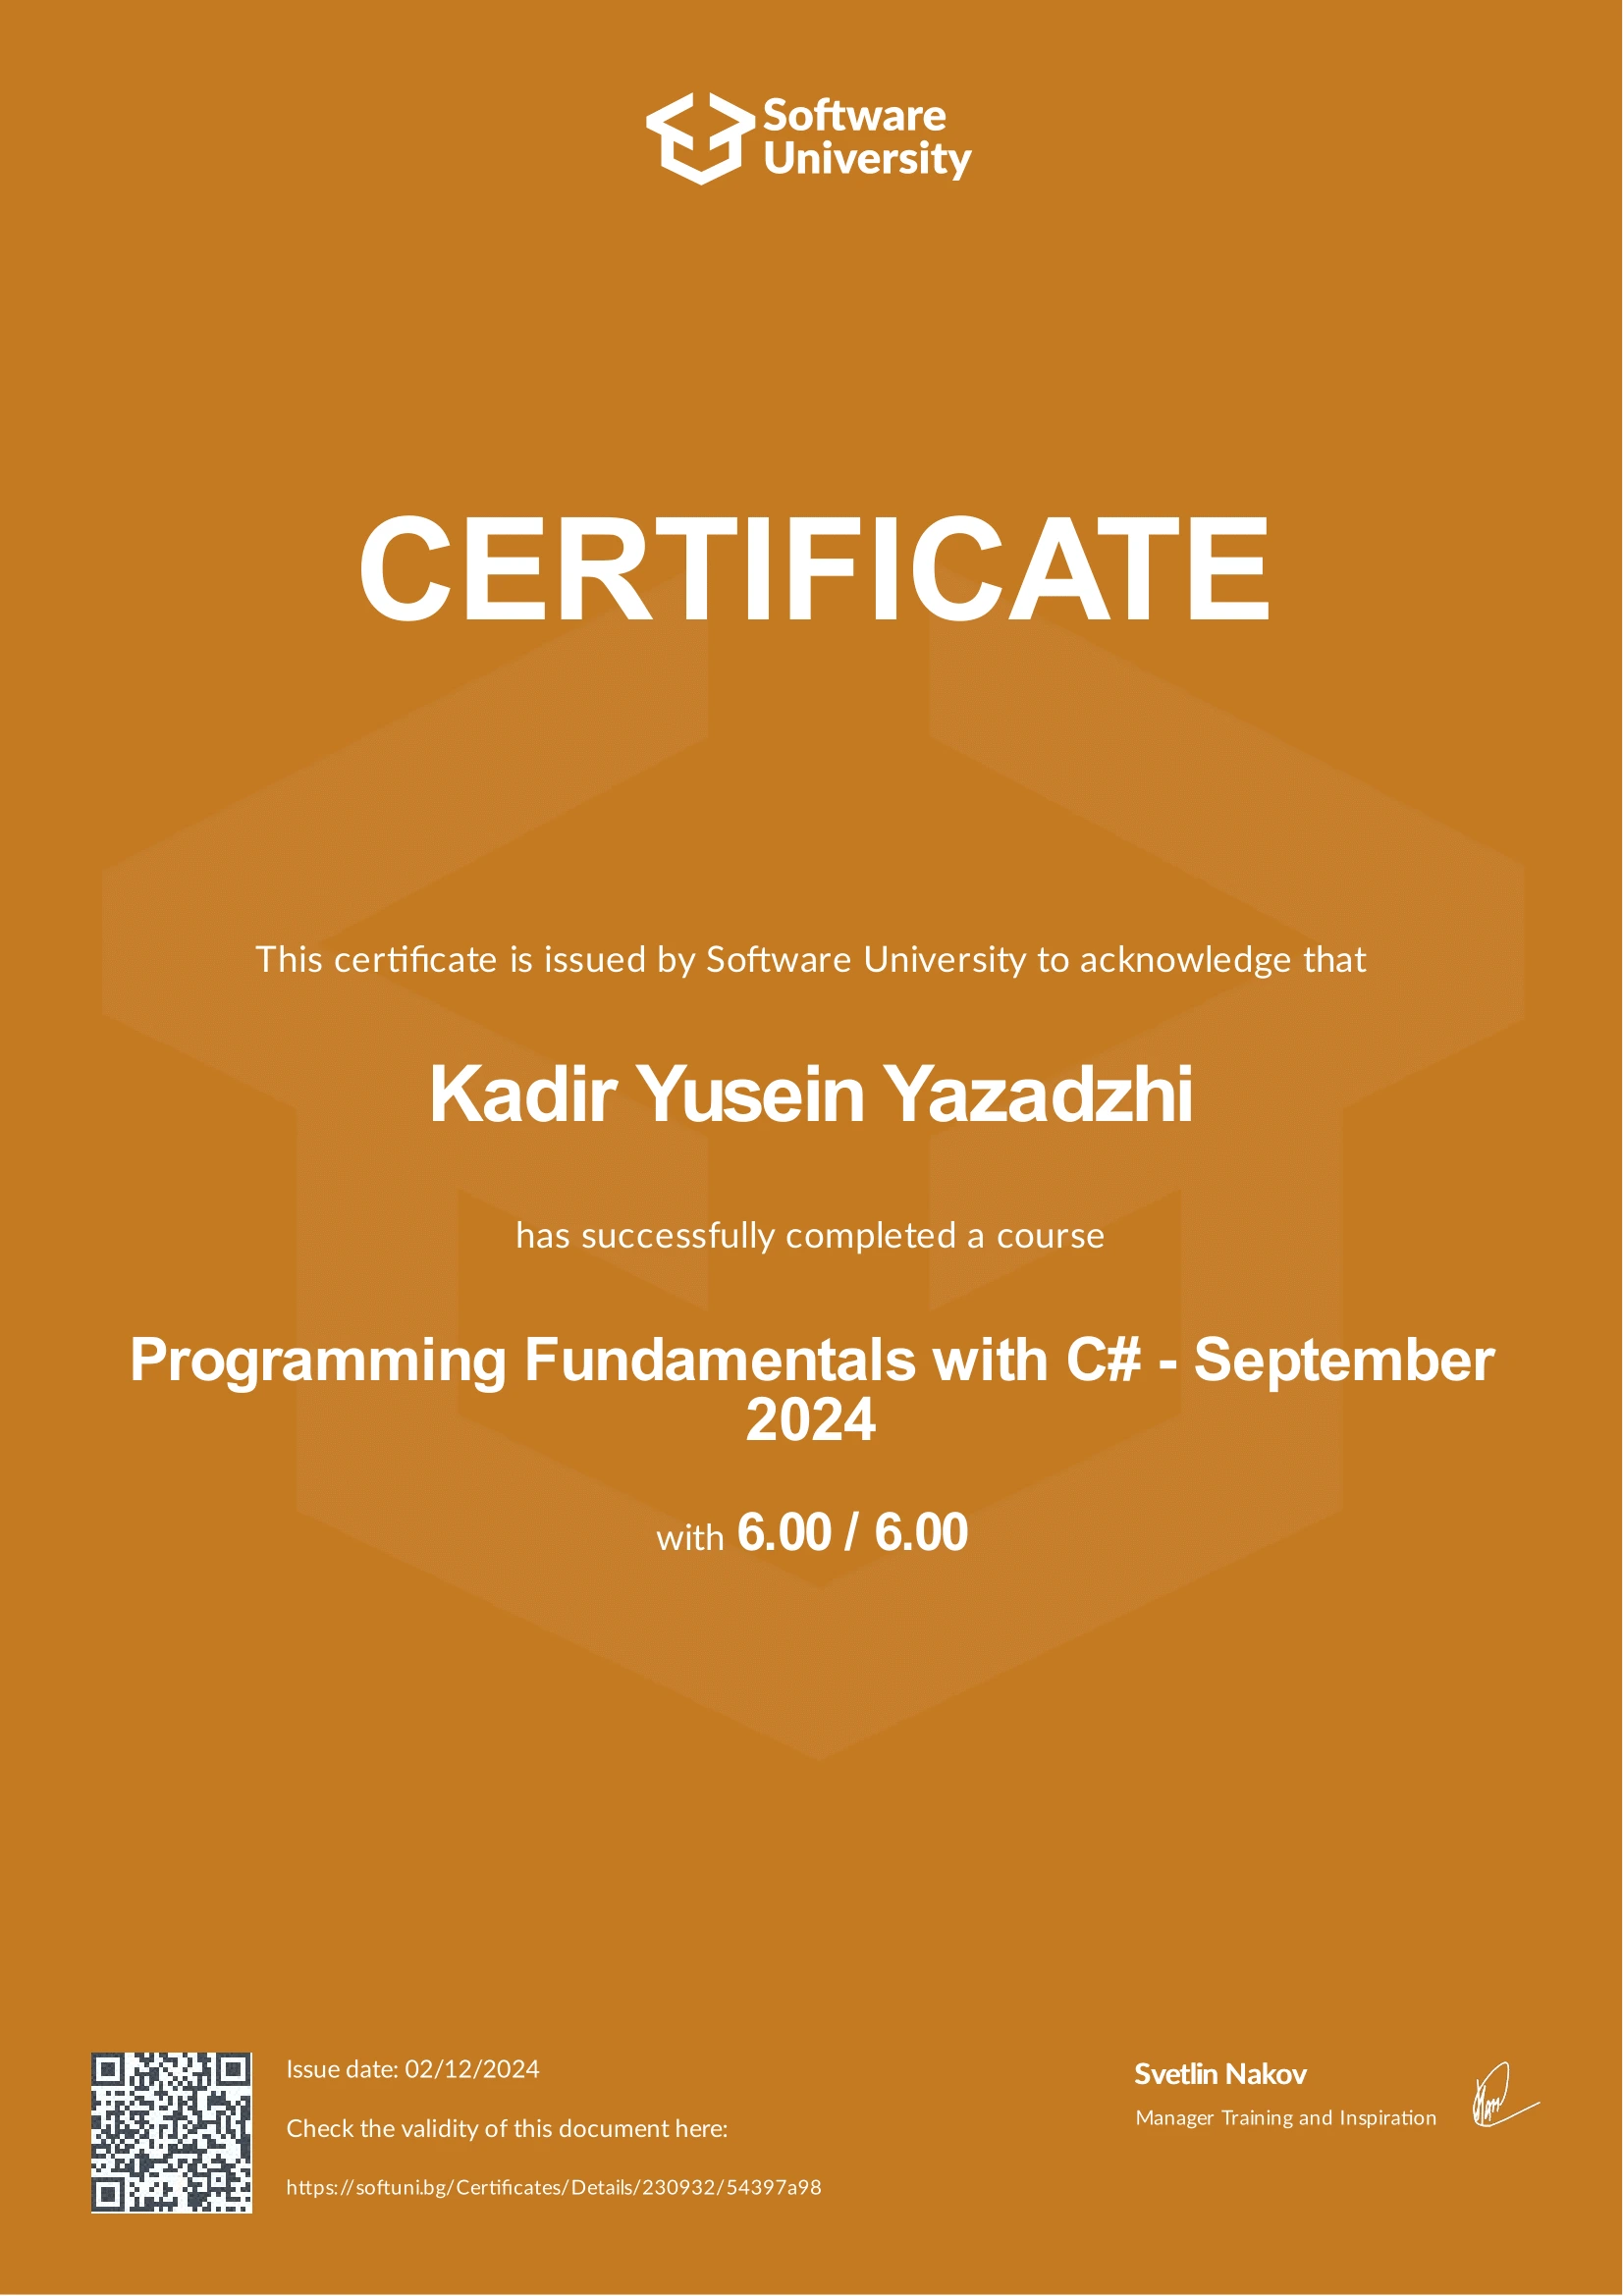 Software
University
CERTIFICATE
This certificate is issued by Software University to acknowledge that
Kadir Yusein Yazadzhi
has successfully completed a course
Programming Fundamentals with C# - September
2024
with 6.00 / 6.00
Issue date: 02/12/2024
Check the validity of this document here:
https://softuni.bg/Certificates/Details/230932/54397a98
Svetlin Nakov
Manager Training and Inspiration